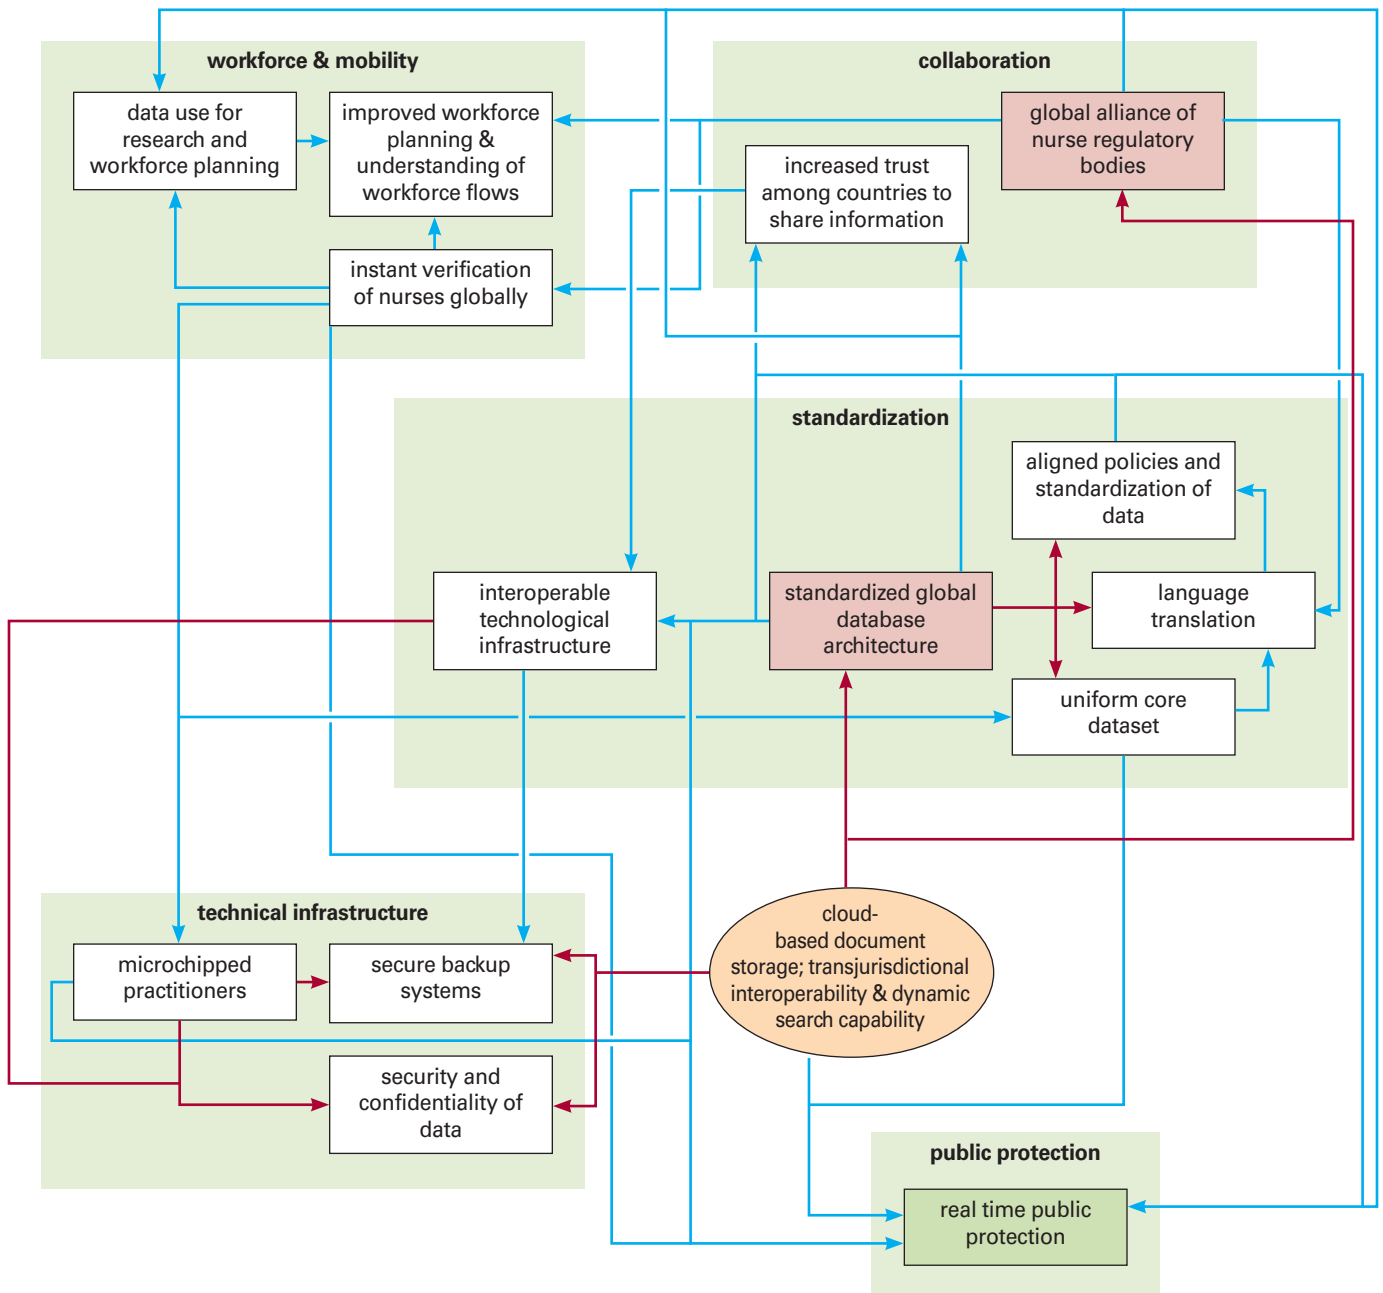 workforce & mobility
data use for
research and
workforce planning
improved workforce
planning &
understanding of
workforce flows
instant verification
of nurses globally
collaboration
global alliance of
nurse regulatory
bodies
increased trust
among countries to
share information
standardization
aligned policies and
standardization of
data
interoperable
technological
infrastructure
standardized global
database
architecture
language
translation
uniform core
dataset
technical infrastructure
microchipped
practitioners
secure backup
systems
security and
confidentiality of
data
cloud-
based document
storage; transjurisdictional
interoperability & dynamic
search capability
public protection
real time public
protection